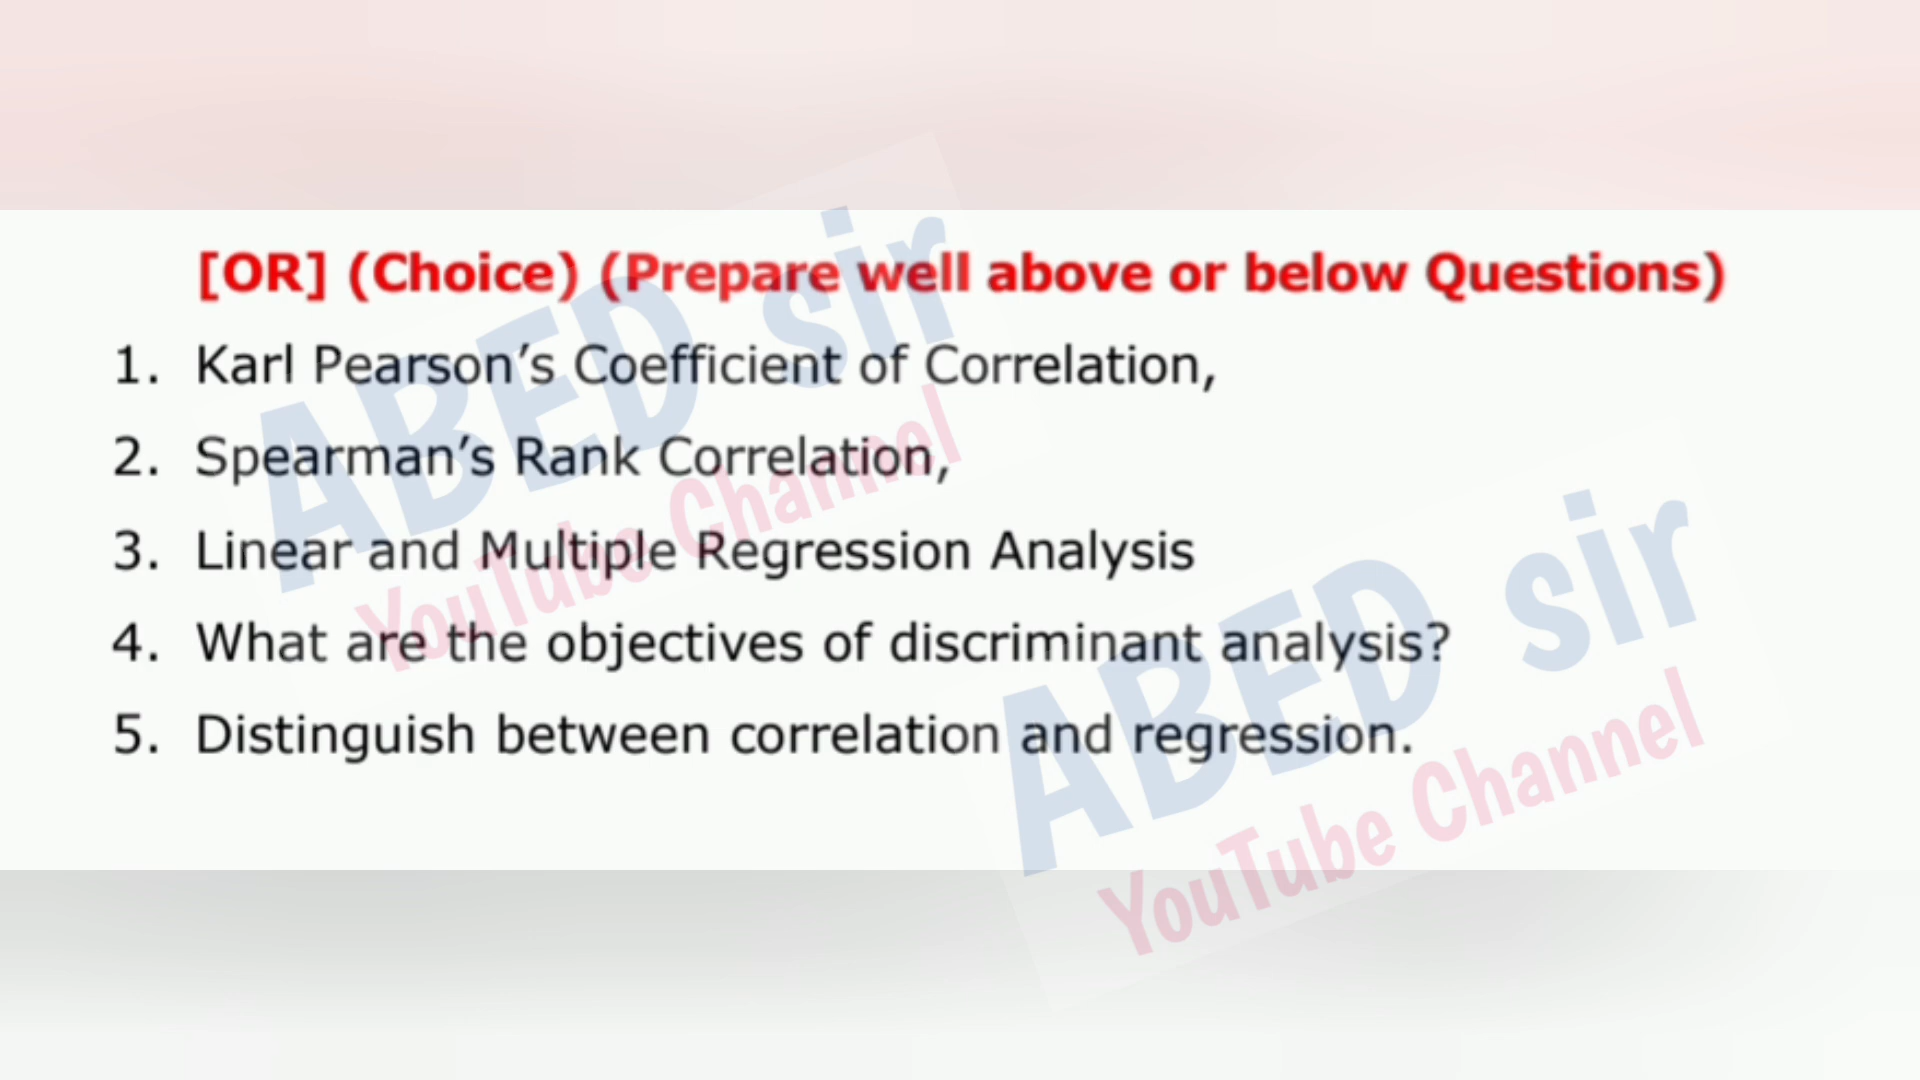 [OR] (Choice) (Prepare well above or below Questions)
1. Karl Pearson’s Coefficient of Correlation,
2. Spearman’s Rank Correlation,
3. Linear and Multiple Regression Analysis
4. What are the objectives of discriminant analysis?
5. Distinguish between correlation and regression.
ABED sir
YouTube Channel
ABED sir
YouTube Channel